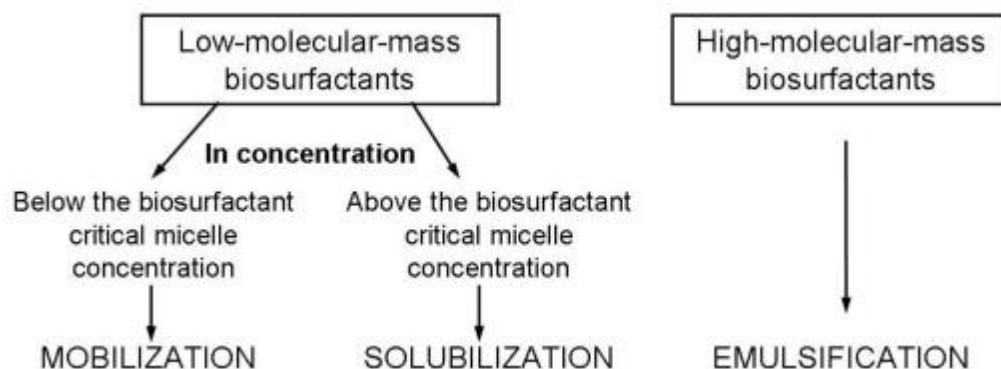 Low-molecular-mass
biosurfactants
High-molecular-mass
biosurfactants
In concentration
Below the biosurfactant
critical micelle
concentration
Above the biosurfactant
critical micelle
concentration
MOBILIZATION
SOLUBILIZATION
EMULSIFICATION